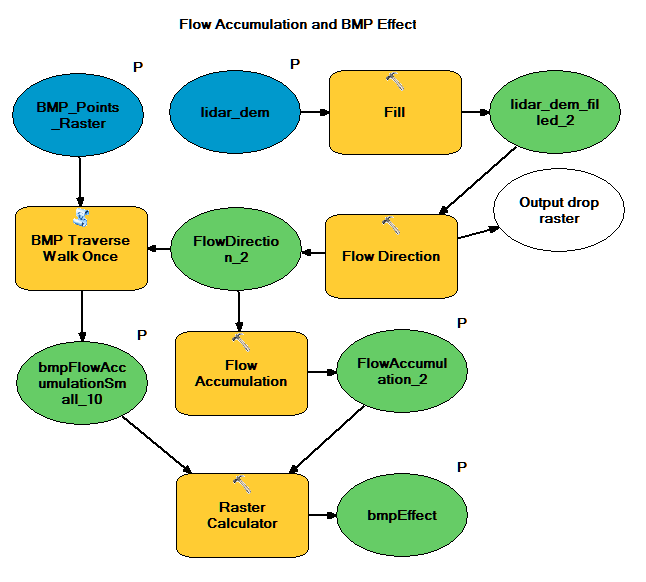 Flow Accumulation and BMP Effect
P
P
BMP_Points
_Raster
lidar_dem
Fill
lidar_dem_fil
led_2
Output drop
raster
BMP Traverse
Walk Once
FlowDirectio
n_2
Flow Direction
P
P
bmpFlowAcc
umulationSm
all_10
Flow
Accumulation
FlowAccumul
ation_2
P
Raster
Calculator
bmpEffect